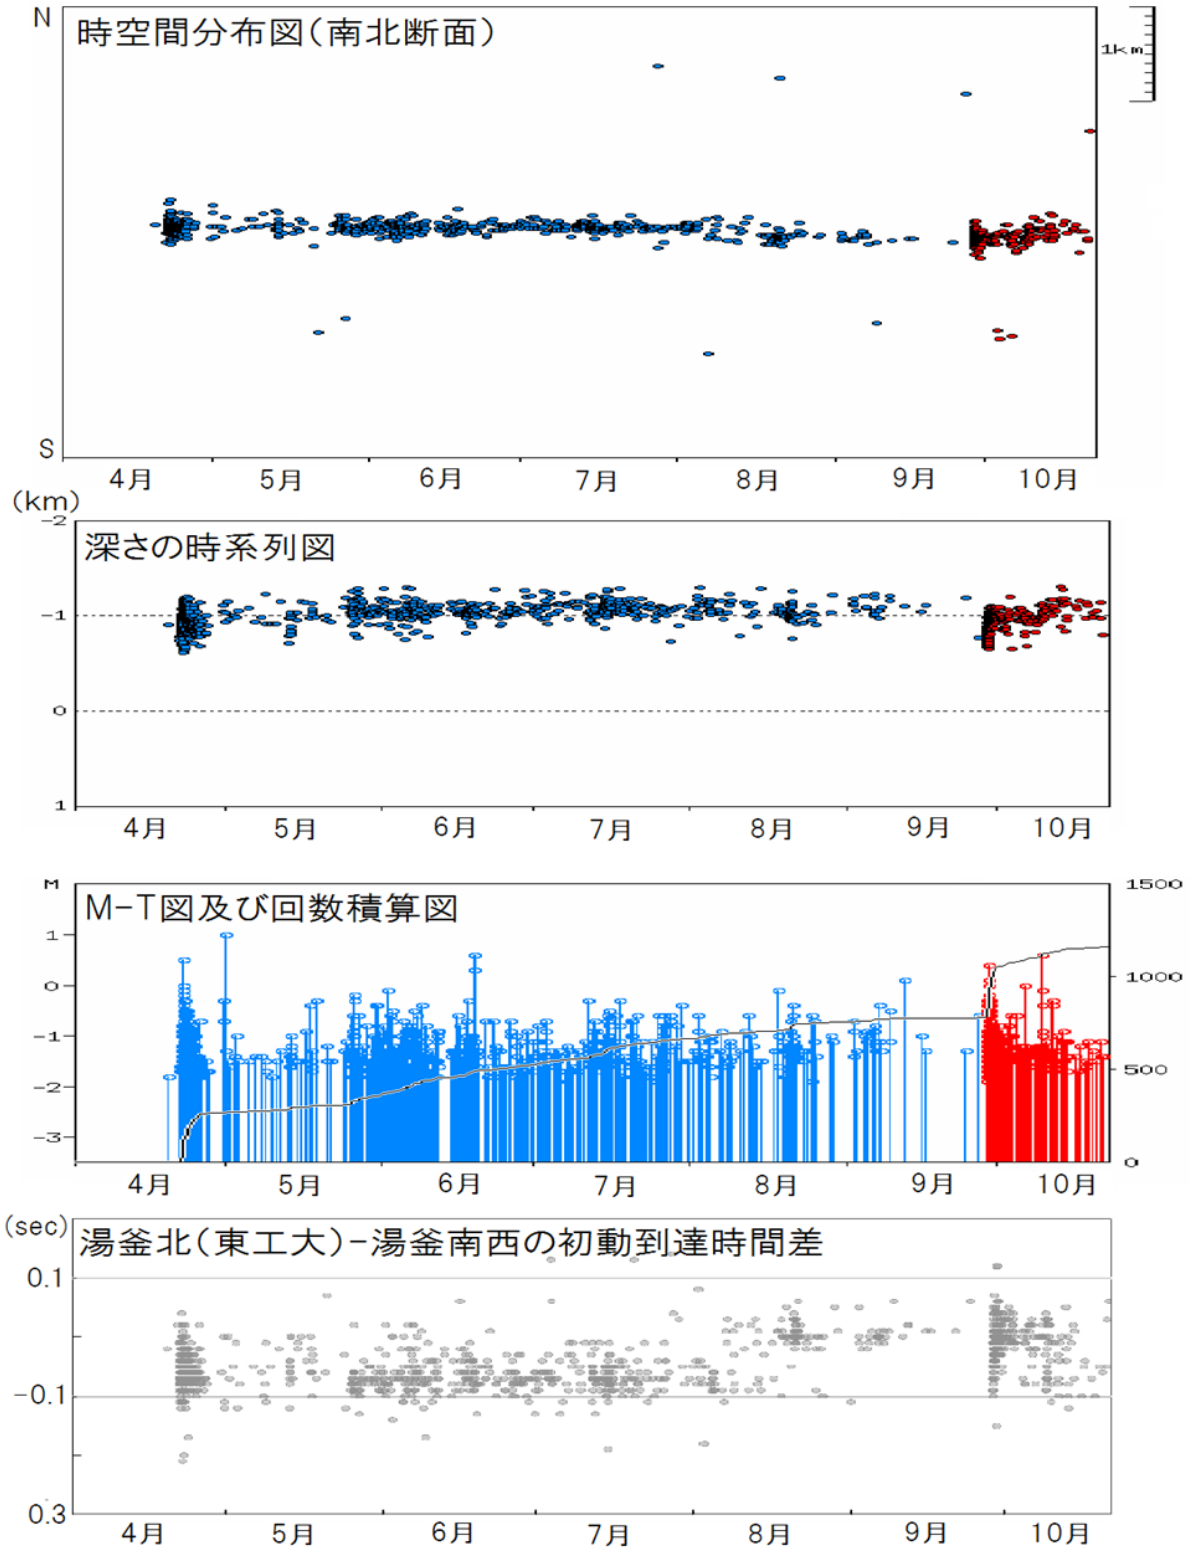 N
時空間分布図(南北断面)
1km
S
4月 5月 6月 7月 8月 9月 10月
(km)
-2
深さの時系列図
-1
0
1
4月 5月 6月 7月 8月 9月 10月
M 1500
M-T図及び回数積算図
1
0 1000
-1
-2 500
-3
0
4月 5月 6月 7月 8月 9月 10月
(sec)
湯釜北(東工大)-湯釜南西の初動到達時間差
0.1
-0.1
0.3
4月 5月 6月 7月 8月 9月 10月